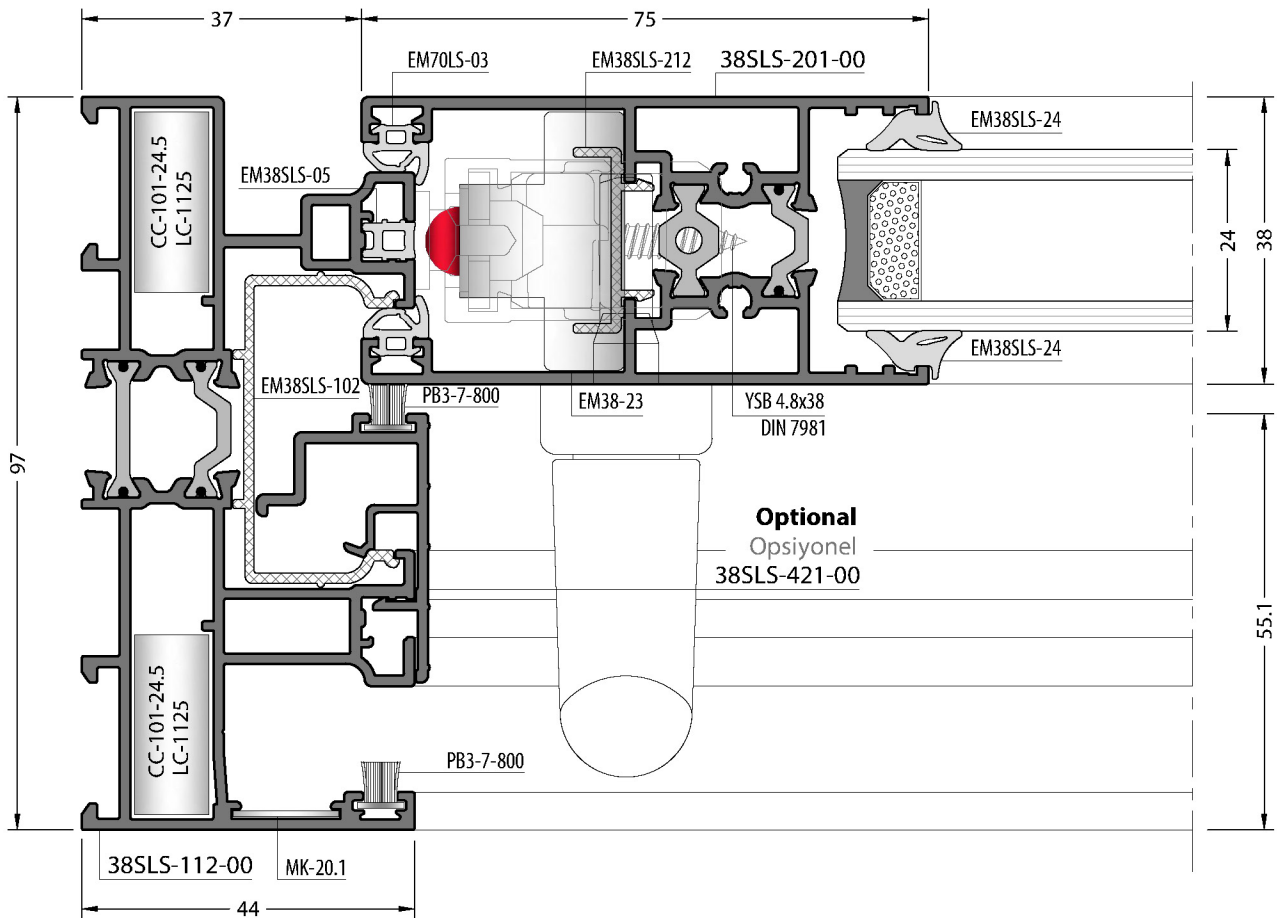 37
75
EM70LS-03
EM38SLS-212
38SLS-201-00
EM38SLS-24
CC-101-24.5
LC-1125
EM38SLS-05
24
38
97
EM38SLS-24
EM38SLS-102
PB3-7-800
EM38-23
YSB 4.8x38
DIN 7981
Optional
Opsiyonel
38SLS-421-00
55.1
CC-101-24.5
LC-1125
PB3-7-800
38SLS-112-00
MK-20.1
44